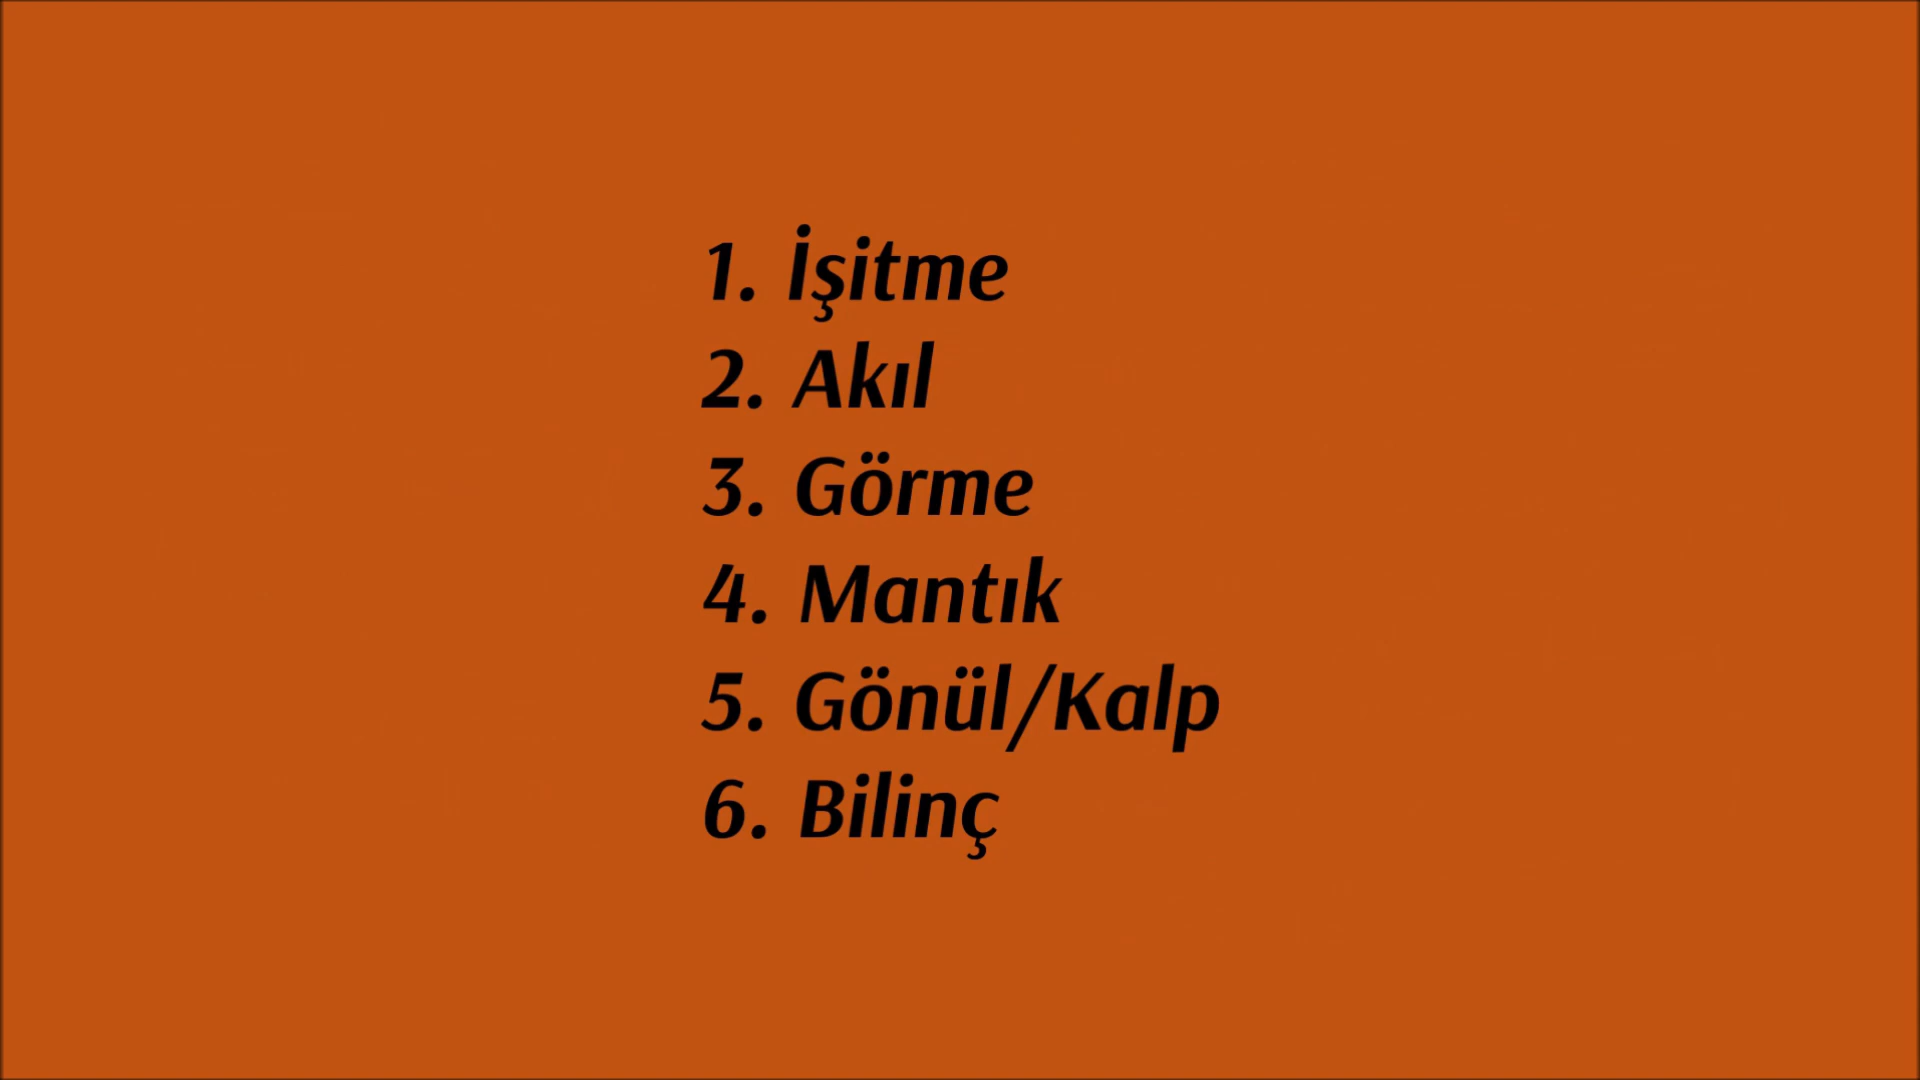 1. İşitme
2. Akıl
3. Görme
4. Mantık
5. Gönül/Kalp
6. Bilinç